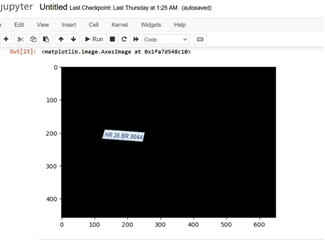 jupyter Untitled Last Checkpoint: Last Thursday at 1:25 AM (autosaved)
Edit View Insert Cell Kernel Widgets Help
Run Code
Out[23]: <matplotlib.image.AxesImage at 0x1fa7d548c10>
0
100
HR 26 BR 9044
200
300
400
0 100 200 300 400 500 600